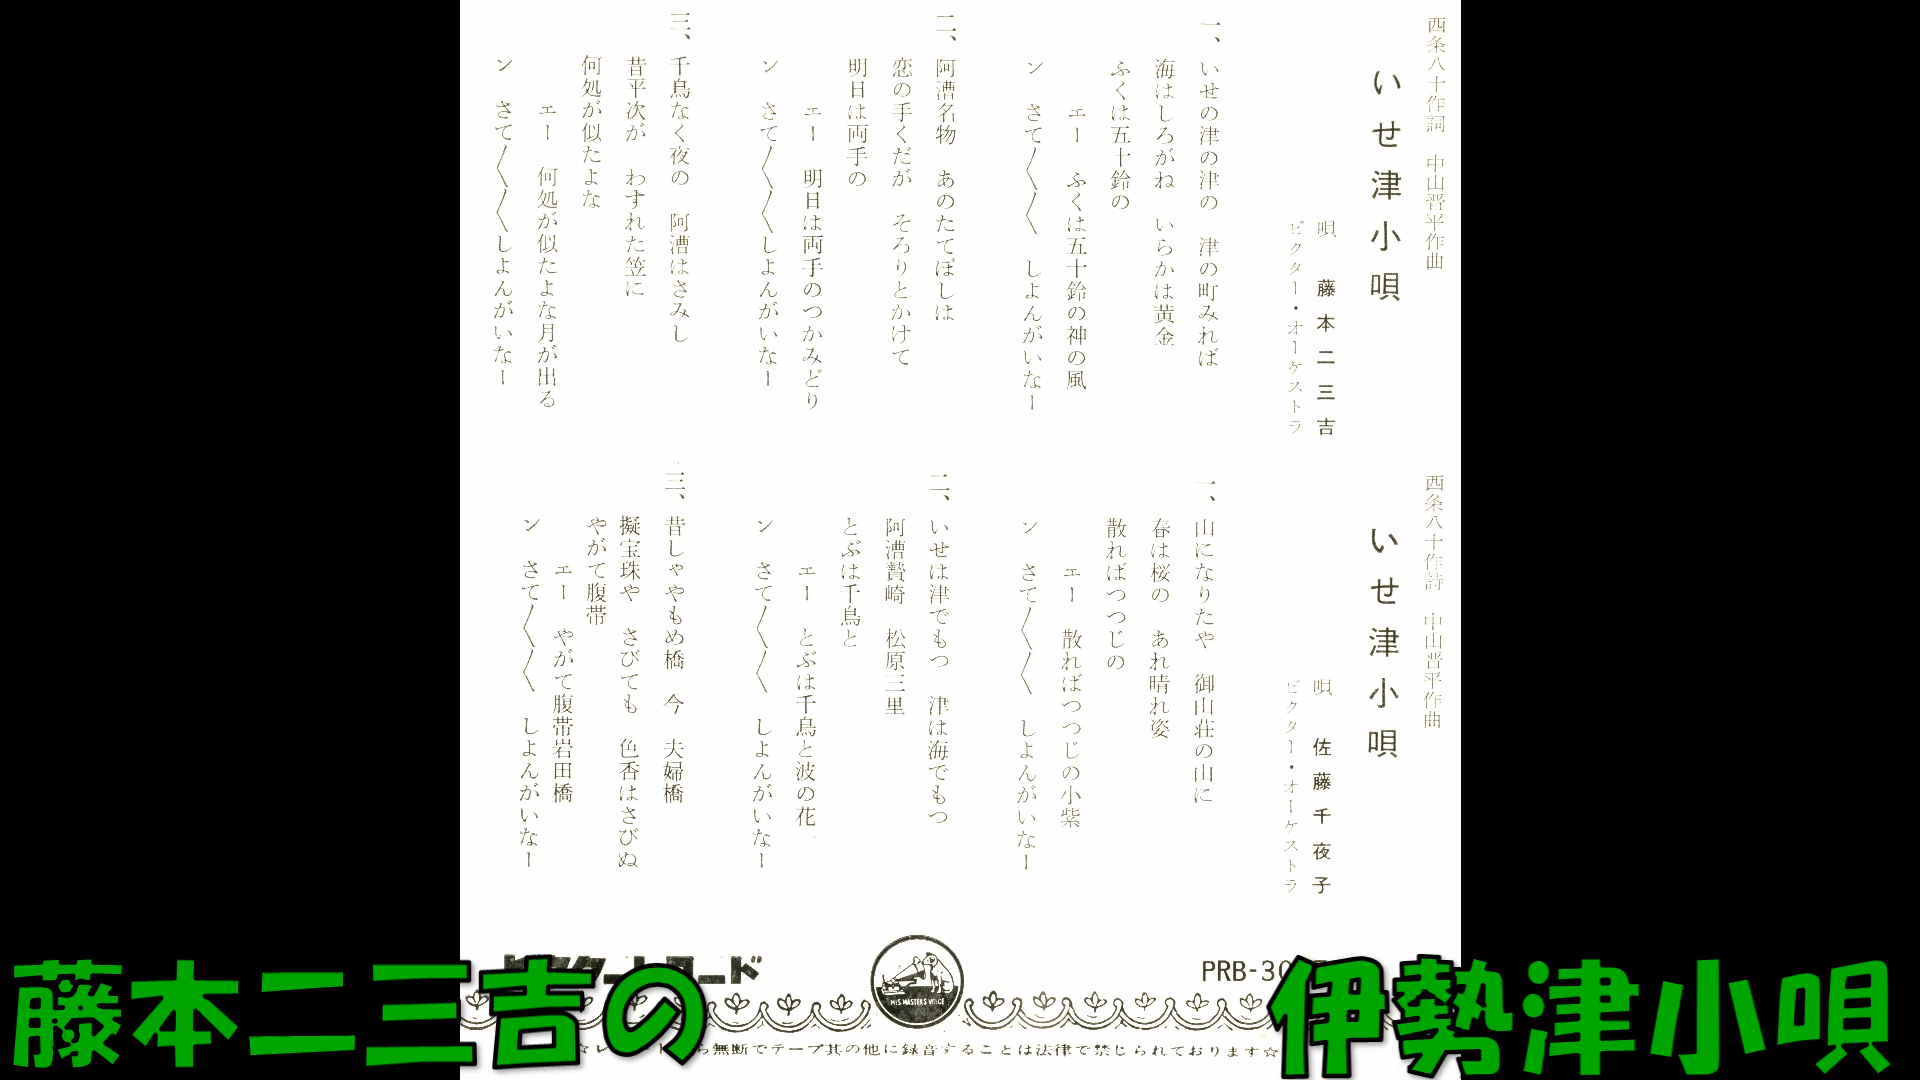 西条八十作詞　中山晋平作曲
いせ津小唄
唄　藤本二三吉
ビクター・オーケストラ
一、いせの津の津の　津の町みれば
海はしろがね　いらかは黄金
ふくは五十鈴の
エー　ふくは五十鈴の神の風
ン　さて〳〵〳〵　しよんがいなー
二、阿漕名物　あのたてぼしは
恋の手くだが　そろりとかけて
明日は両手の
エー　明日は両手のつかみどり
ン　さて〳〵〳〵しよんがいなー
三、千鳥なく夜の　阿漕はさみし
昔平次が　わすれた笠に
何処が似たよな
エー　何処が似たよな月が出る
ン　さて〳〵〳〵しよんがいなー
西条八十作詩　中山晋平作曲
いせ津小唄
唄　佐藤千夜子
ビクター・オーケストラ
一、山になりたや　御山荘の山に
春は桜の　あれ晴れ姿
散ればつつじの
エー　散ればつつじの小紫
ン　さて〳〵〳〵　しよんがいなー
二、いせは津でもつ　津は海でもつ
阿漕贄崎　松原三里
とぶは千鳥と
エー　とぶは千鳥と波の花
ン　さて〳〵〳〵　しよんがいなー
三、昔しゃやもめ橋　今　夫婦橋
擬宝珠や　さびても　色香はさびぬ
やがて腹帯
エー　やがて腹帯岩田橋
ン　さて〳〵〳〵　しよんがいなー
HIS MASTERS VOICE
PRB-30
無断でテープ其の他に録音することは法律で禁じられております☆
藤本二三吉の
伊勢津小唄